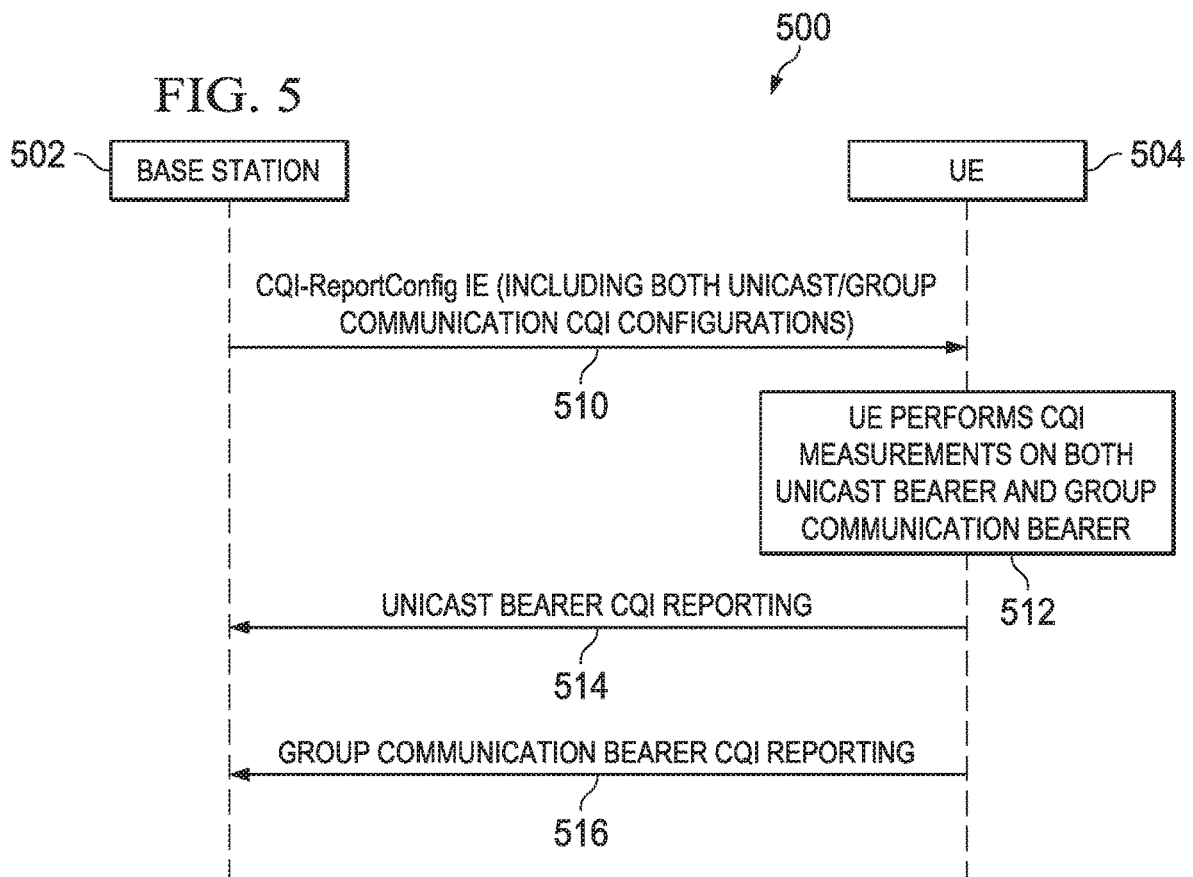 500
FIG. 5
502
BASE STATION
UE
504
CQI-ReportConfig IE (INCLUDING BOTH UNICAST/GROUP
COMMUNICATION CQI CONFIGURATIONS)
510
UE PERFORMS CQI
MEASUREMENTS ON BOTH
UNICAST BEARER AND GROUP
COMMUNICATION BEARER
512
UNICAST BEARER CQI REPORTING
514
GROUP COMMUNICATION BEARER CQI REPORTING
516